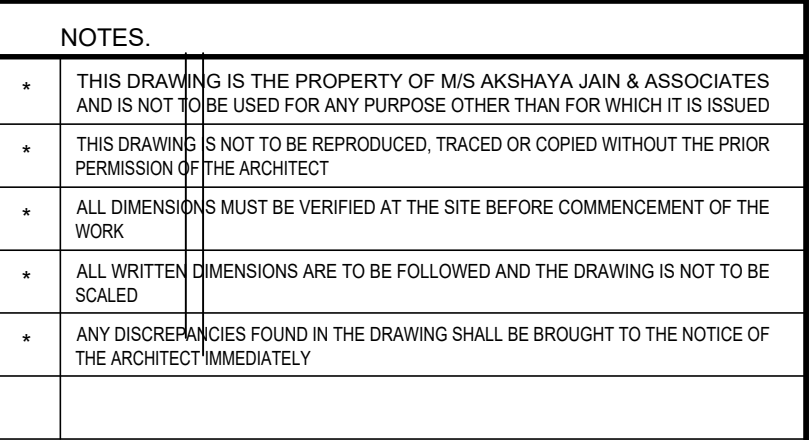 NOTES.
* THIS DRAWING IS THE PROPERTY OF M/S AKSHAYA JAIN & ASSOCIATES
AND IS NOT TO BE USED FOR ANY PURPOSE OTHER THAN FOR WHICH IT IS ISSUED
* THIS DRAWING IS NOT TO BE REPRODUCED, TRACED OR COPIED WITHOUT THE PRIOR
PERMISSION OF THE ARCHITECT
* ALL DIMENSIONS MUST BE VERIFIED AT THE SITE BEFORE COMMENCEMENT OF THE
WORK
* ALL WRITTEN DIMENSIONS ARE TO BE FOLLOWED AND THE DRAWING IS NOT TO BE
SCALED
* ANY DISCREPANCIES FOUND IN THE DRAWING SHALL BE BROUGHT TO THE NOTICE OF
THE ARCHITECT IMMEDIATELY